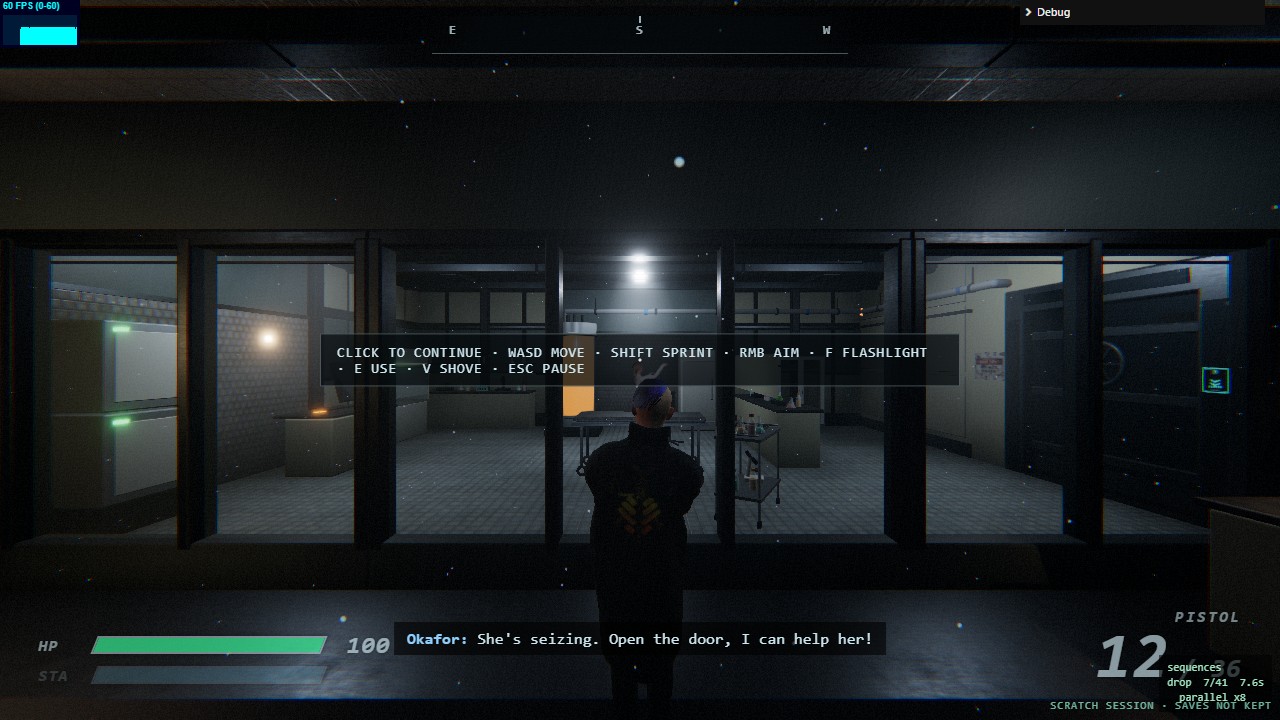 60 FPS (0-60)
Debug
E S W
CLICK TO CONTINUE · WASD MOVE · SHIFT SPRINT · RMB AIM · F FLASHLIGHT
· E USE · V SHOVE · ESC PAUSE
HP 100
STA
Okafor: She's seizing. Open the door, I can help her!
PISTOL
12 / 36
sequences
drop 7/41 7.6s
parallel x8
SCRATCH SESSION · SAVES NOT KEPT